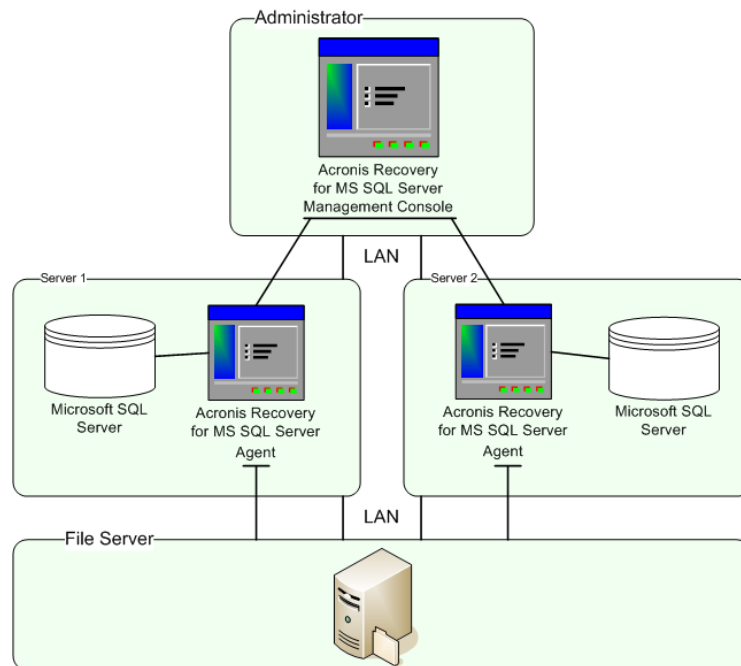 Administrator
Acronis Recovery
for MS SQL Server
Management Console
LAN
Server 1
Server 2
Microsoft SQL
Server
Acronis Recovery
for MS SQL Server
Agent
Acronis Recovery
for MS SQL Server
Agent
Microsoft SQL
Server
LAN
File Server